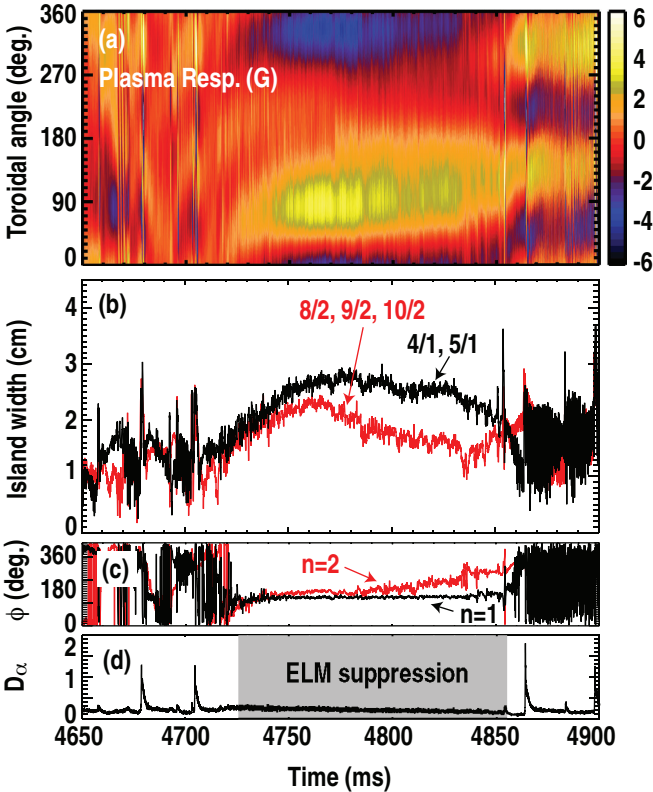 360
270
180
90
0
Toroidal angle (deg.)
(a)
Plasma Resp. (G)
6
4
2
0
-2
-4
-6
4
3
2
1
0
Island width (cm)
(b)
8/2, 9/2, 10/2
4/1, 5/1
360
180
0
ϕ (deg.)
(c)
n=2
n=1
2
1
0
Dα
(d)
ELM suppression
4650 4700 4750 4800 4850 4900
Time (ms)